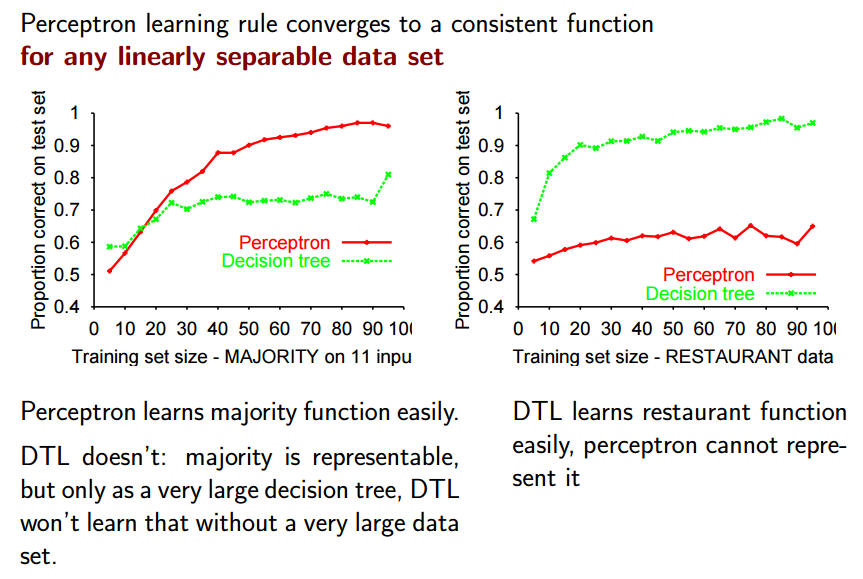 Perceptron learning rule converges to a consistent function
for any linearly separable data set
Proportion correct on test set
1
0.9
0.8
0.7
0.6
0.5
0.4
Perceptron
Decision tree
0 10 20 30 40 50 60 70 80 90 10
Training set size - MAJORITY on 11 inpu
Proportion correct on test set
1
0.9
0.8
0.7
0.6
0.5
0.4
Perceptron
Decision tree
0 10 20 30 40 50 60 70 80 90 10
Training set size - RESTAURANT data
Perceptron learns majority function easily.
DTL doesn't: majority is representable,
but only as a very large decision tree, DTL
won't learn that without a very large data
set.
DTL learns restaurant function
easily, perceptron cannot repre-
sent it